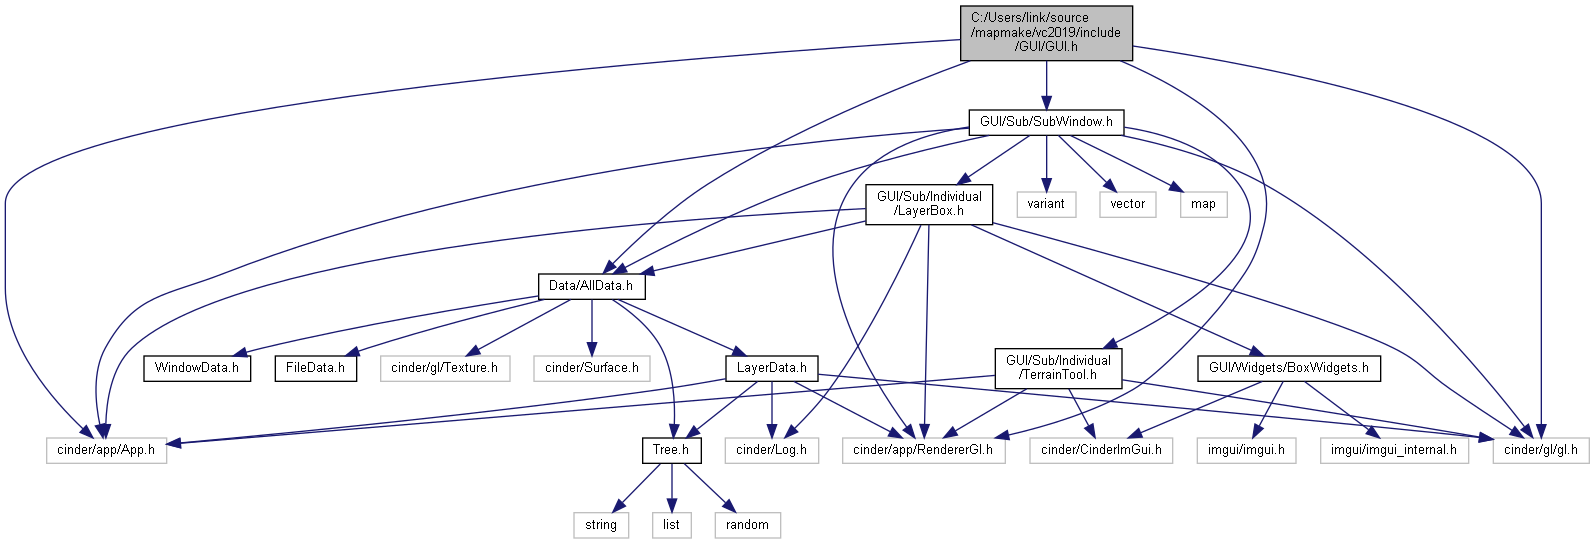 C:/Users/link/source
/mapmake/vc2019/include
/GUI/GUI.h
GUI/Sub/SubWindow.h
GUI/Sub/Individual
/LayerBox.h
variant
vector
map
Data/AllData.h
WindowData.h
FileData.h
cinder/gl/Texture.h
cinder/Surface.h
LayerData.h
GUI/Sub/Individual
/TerrainTool.h
GUI/Widgets/BoxWidgets.h
cinder/app/App.h
Tree.h
cinder/Log.h
cinder/app/RendererGl.h
cinder/CinderImGui.h
imgui/imgui.h
imgui/imgui_internal.h
cinder/gl/gl.h
string
list
random